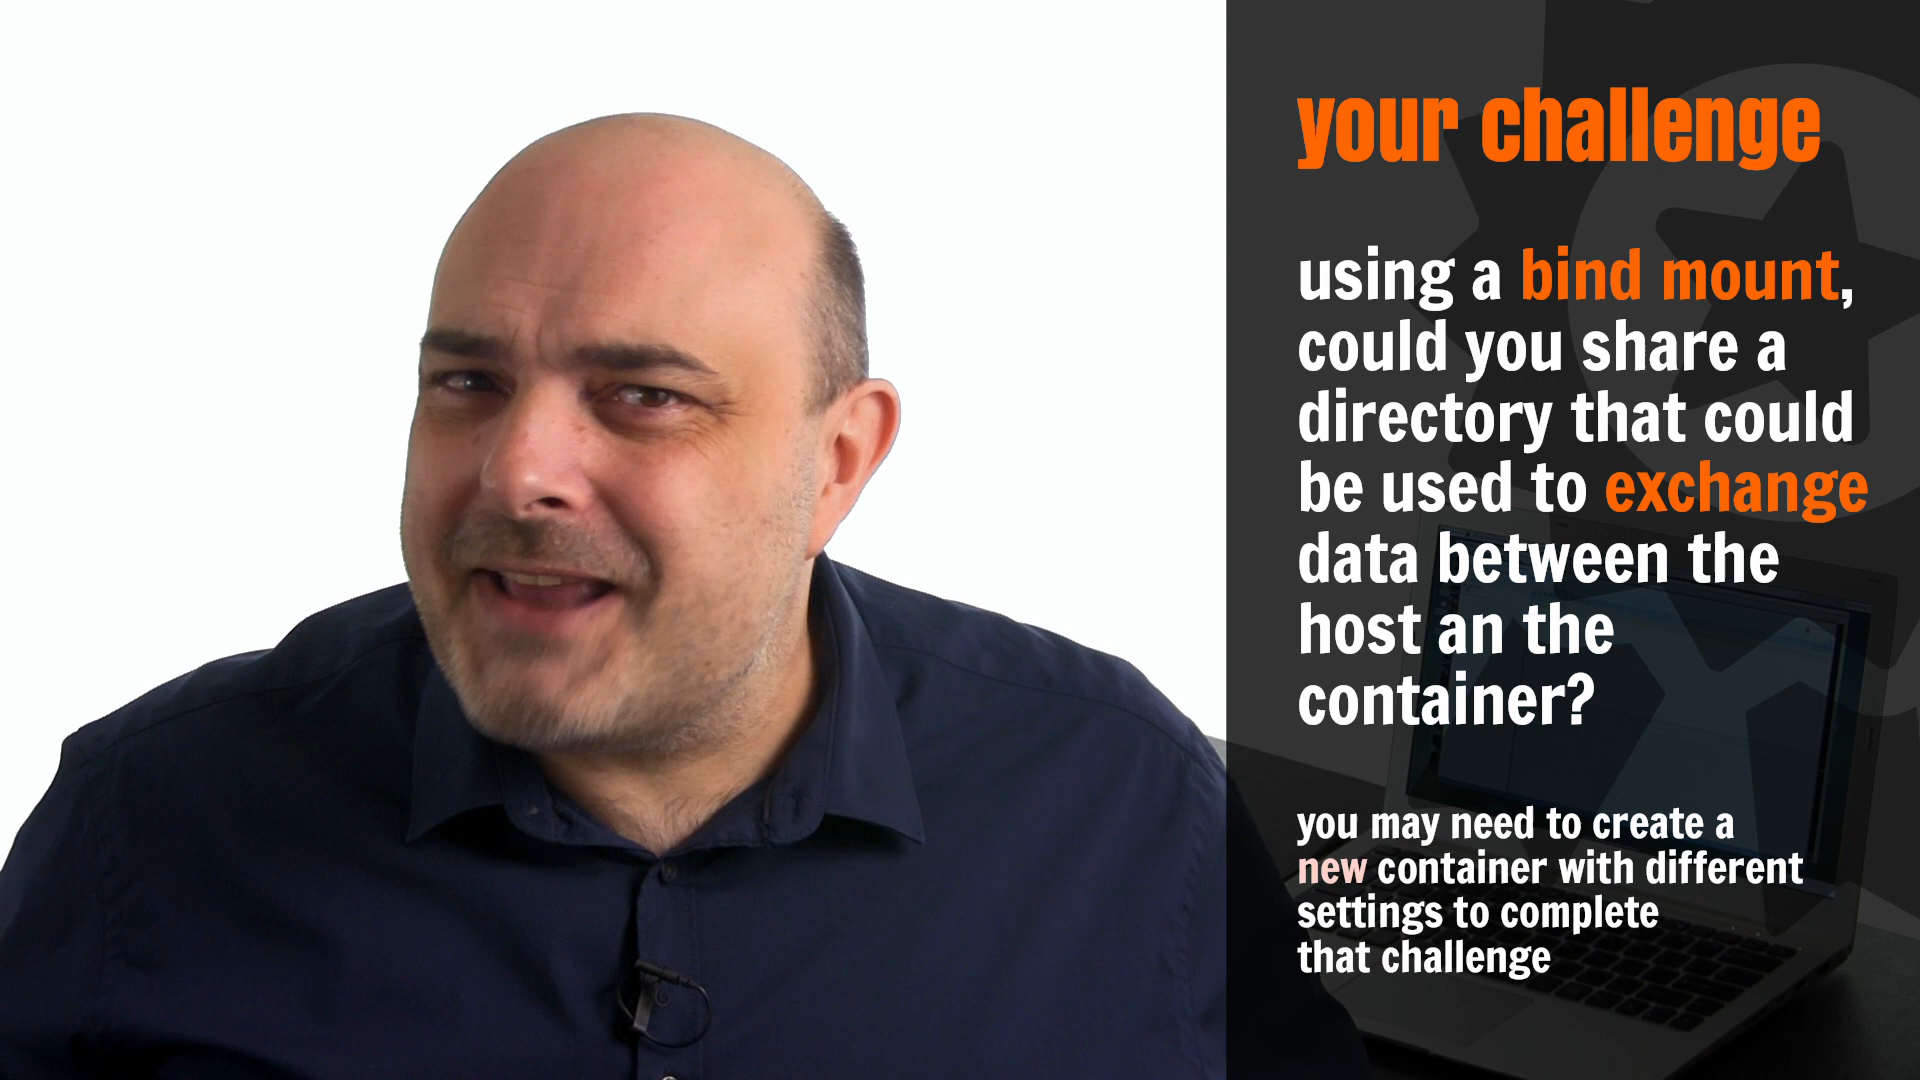 your challenge
using a bind mount,
could you share a
directory that could
be used to exchange
data between the
host an the
container?
you may need to create a
new container with different
settings to complete
that challenge